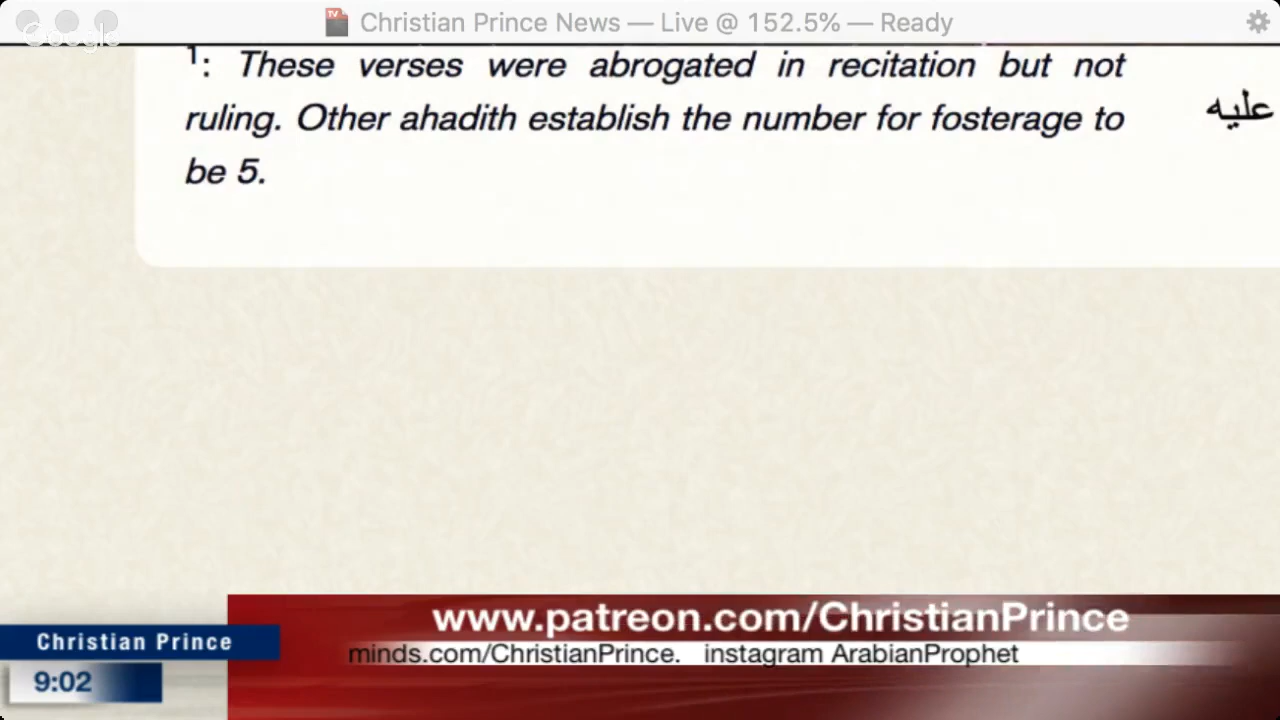 Google
Christian Prince News — Live @ 152.5% — Ready
1: These verses were abrogated in recitation but not
ruling. Other ahadith establish the number for fosterage to
be 5.
عليه
www.patreon.com/ChristianPrince
Christian Prince
minds.com/ChristianPrince. instagram ArabianProphet
9:02